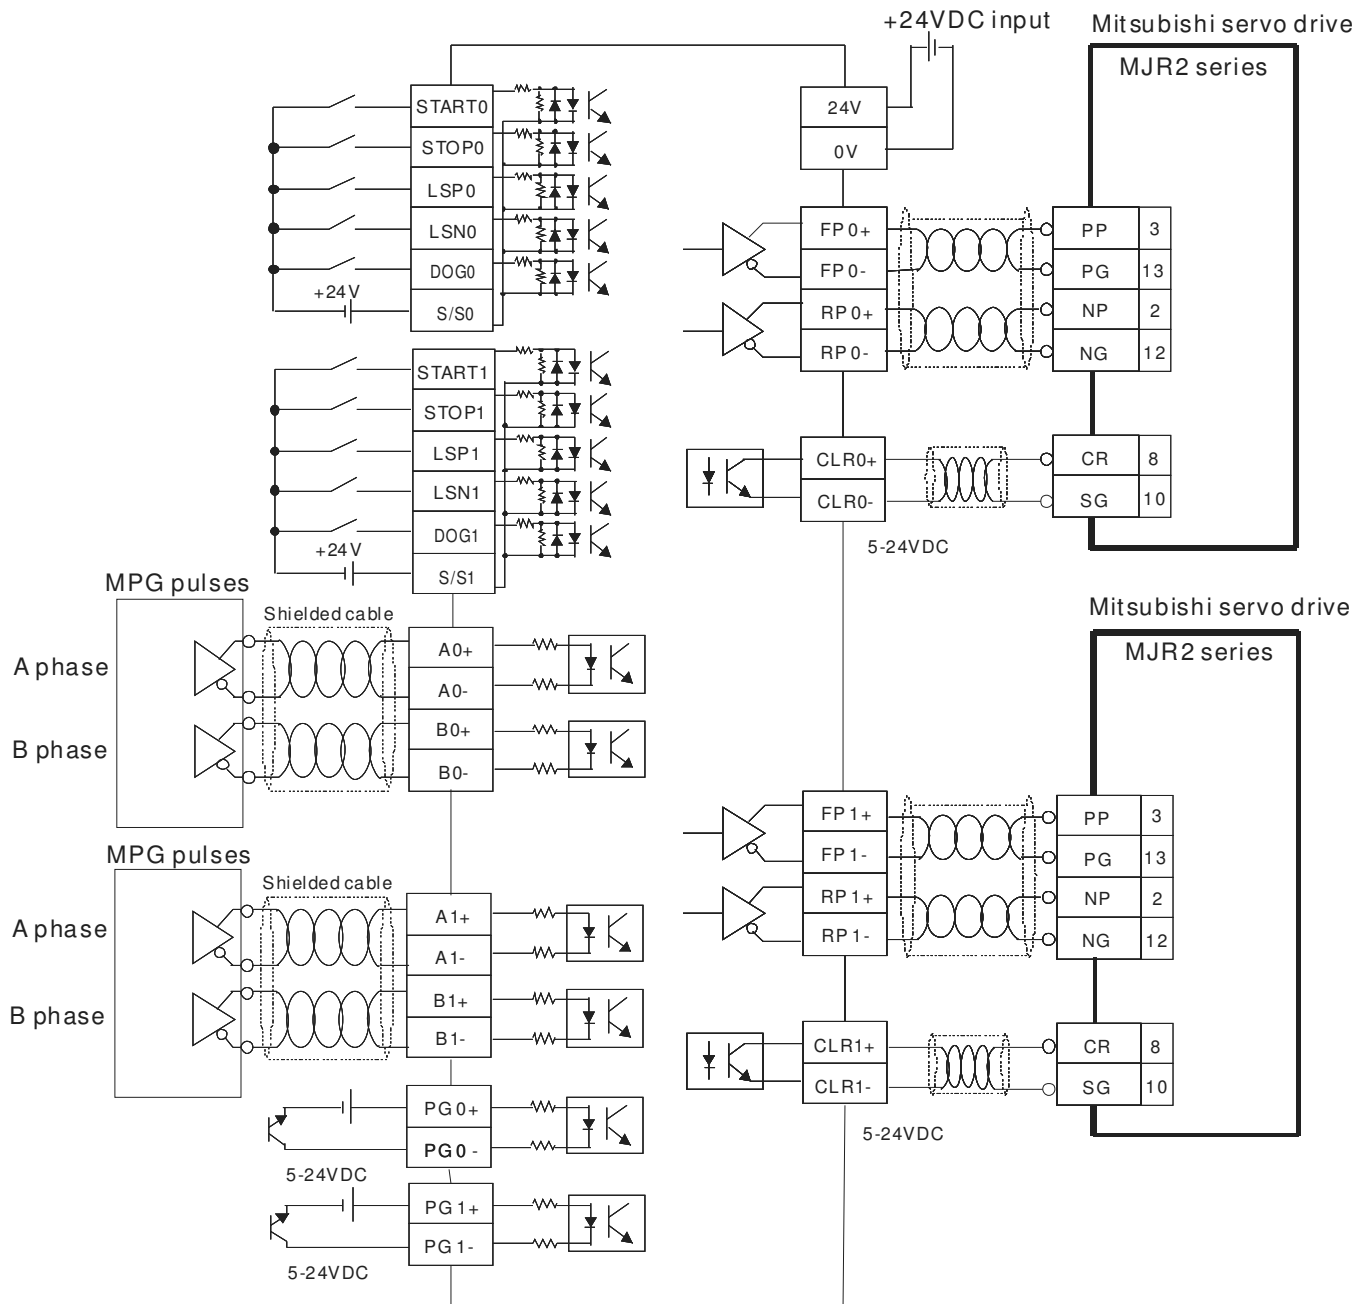 +24VDC input
Mitsubishi servo drive
MJR2 series
START0
STOP0
LSP0
LSN0
DOG0
+24V
S/S0
24V
0V
FP0+
FP0-
RP0+
RP0-
PP 3
PG 13
NP 2
NG 12
START1
STOP1
LSP1
LSN1
DOG1
+24V
S/S1
CLR0+
CLR0-
CR 8
SG 10
5-24VDC
MPG pulses
Shielded cable
A phase
B phase
A0+
A0-
B0+
B0-
Mitsubishi servo drive
MJR2 series
MPG pulses
Shielded cable
A phase
B phase
A1+
A1-
B1+
B1-
FP1+
FP1-
RP1+
RP1-
PP 3
PG 13
NP 2
NG 12
CLR1+
CLR1-
CR 8
SG 10
5-24VDC
PG0+
PG0-
5-24VDC
PG1+
PG1-
5-24VDC